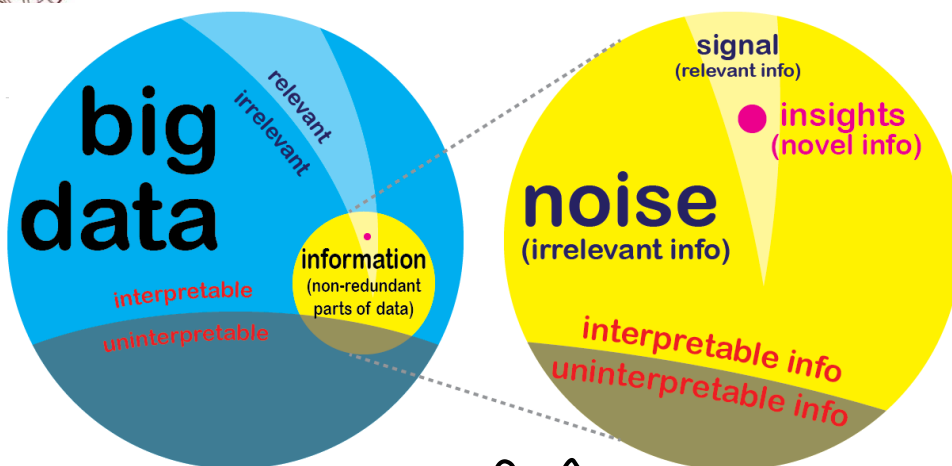 big
data
relevant
irrelevant
information
(non-redundant
parts of data)
interpretable
uninterpretable
signal
(relevant info)
insights
(novel info)
noise
(irrelevant info)
interpretable info
uninterpretable info